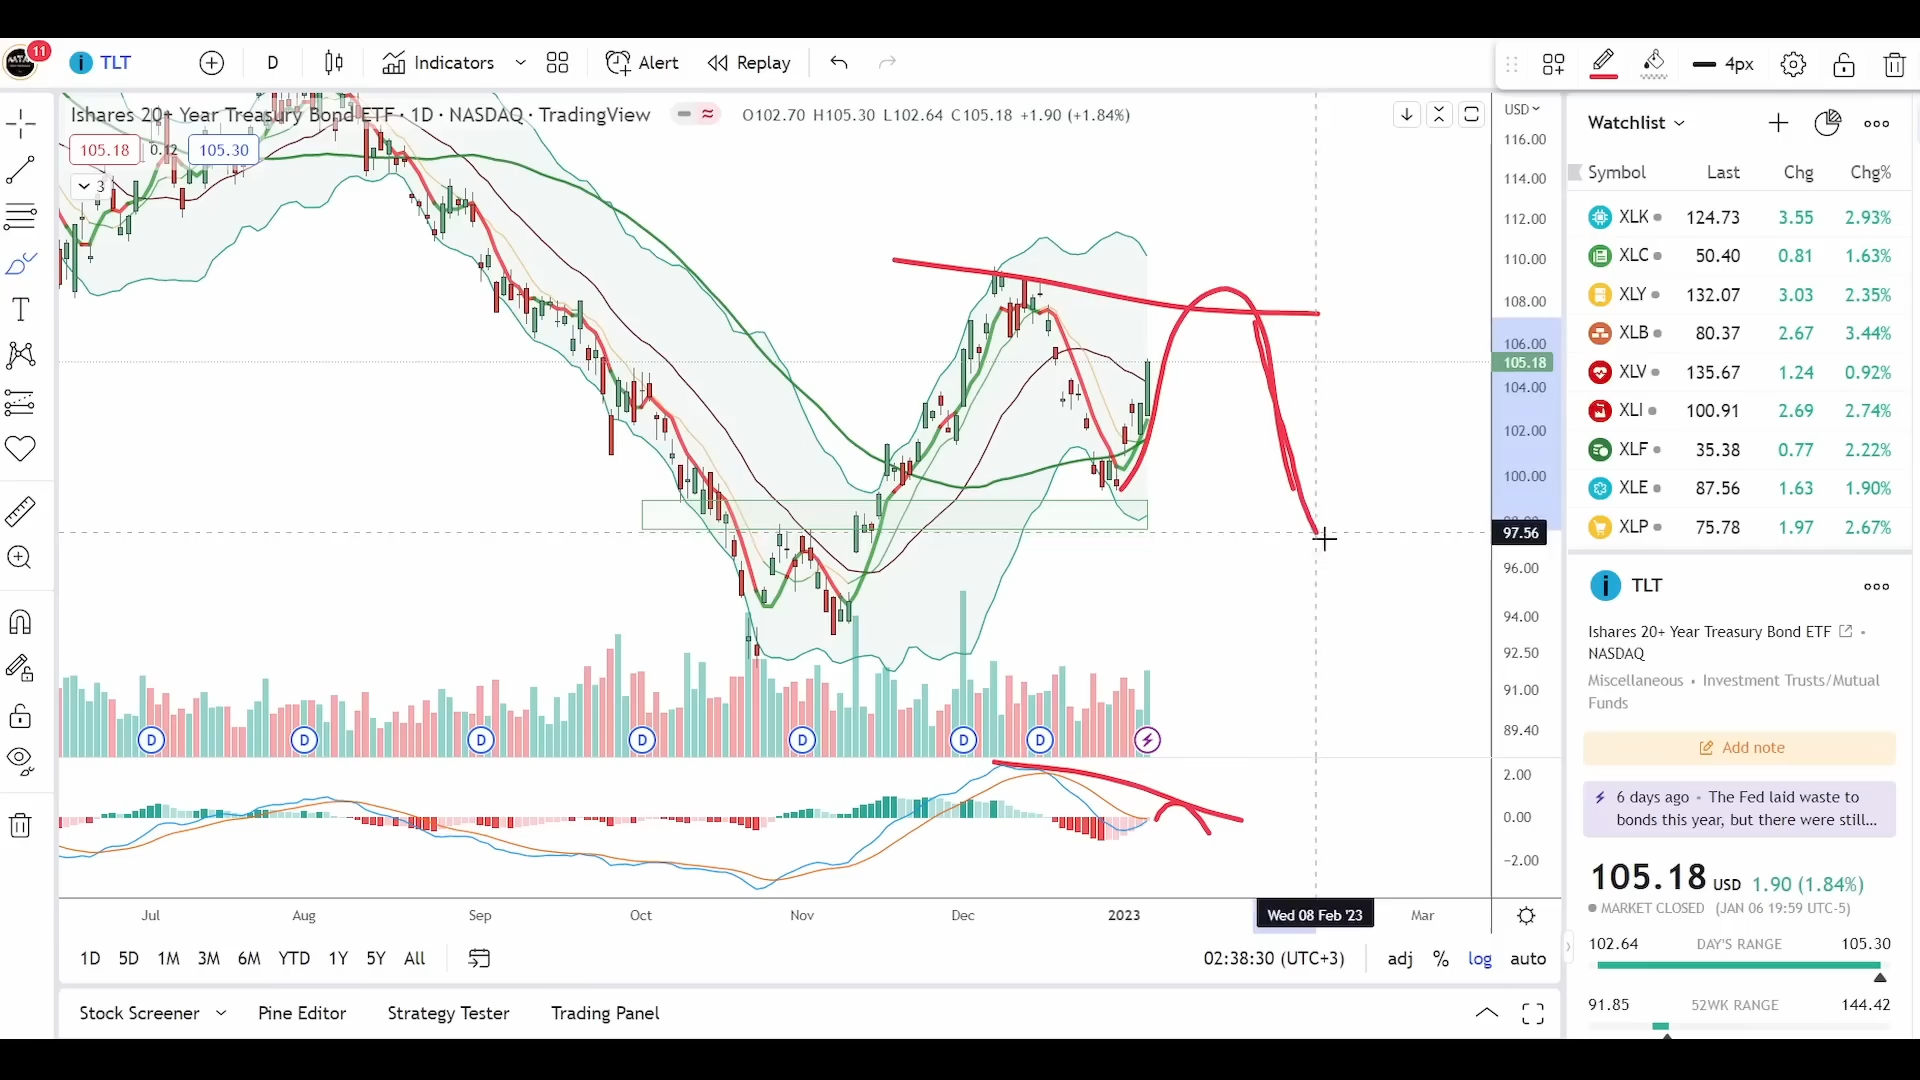 11
TLT
D
Indicators
Alert
Replay
4px
Ishares 20+ Year Treasury Bond ETF · 1D · NASDAQ · TradingView
O102.70 H105.30 L102.64 C105.18 +1.90 (+1.84%)
105.18 0.12 105.30
3
USD
116.00
114.00
112.00
110.00
108.00
106.00
105.18
104.00
102.00
100.00
97.56
96.00
94.00
92.50
91.00
89.40
2.00
0.00
−2.00
D D D D D D D
Jul Aug Sep Oct Nov Dec 2023 Wed 08 Feb '23 Mar
1D 5D 1M 3M 6M YTD 1Y 5Y All
02:38:30 (UTC+3) adj % log auto
Stock Screener Pine Editor Strategy Tester Trading Panel
Watchlist
Symbol Last Chg Chg%
XLK 124.73 3.55 2.93%
XLC 50.40 0.81 1.63%
XLY 132.07 3.03 2.35%
XLB 80.37 2.67 3.44%
XLV 135.67 1.24 0.92%
XLI 100.91 2.69 2.74%
XLF 35.38 0.77 2.22%
XLE 87.56 1.63 1.90%
XLP 75.78 1.97 2.67%
TLT
Ishares 20+ Year Treasury Bond ETF •
NASDAQ
Miscellaneous • Investment Trusts/Mutual
Funds
Add note
6 days ago • The Fed laid waste to
bonds this year, but there were still...
105.18 USD 1.90 (1.84%)
MARKET CLOSED (JAN 06 19:59 UTC-5)
102.64 DAY'S RANGE 105.30
91.85 52WK RANGE 144.42